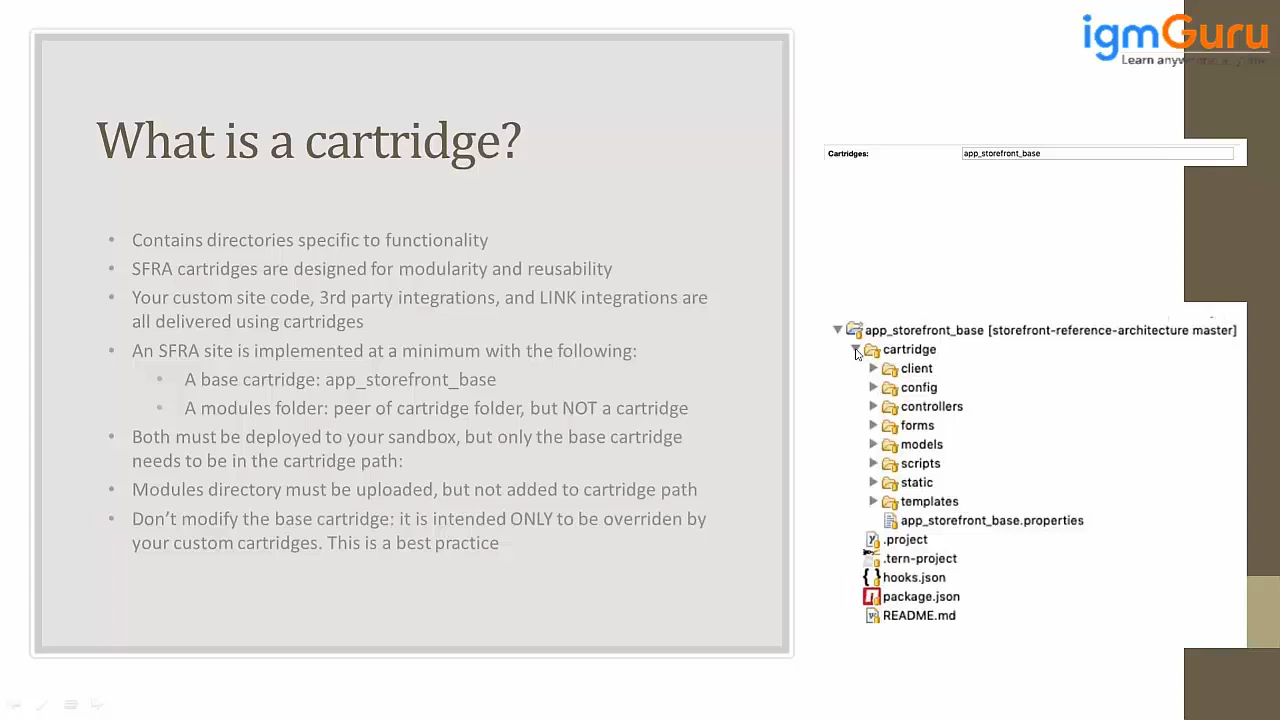 igmGuru
Learn anywhere anytime
What is a cartridge?
• Contains directories specific to functionality
• SFRA cartridges are designed for modularity and reusability
• Your custom site code, 3rd party integrations, and LINK integrations are
all delivered using cartridges
• An SFRA site is implemented at a minimum with the following:
• A base cartridge: app_storefront_base
• A modules folder: peer of cartridge folder, but NOT a cartridge
• Both must be deployed to your sandbox, but only the base cartridge
needs to be in the cartridge path:
• Modules directory must be uploaded, but not added to cartridge path
• Don’t modify the base cartridge: it is intended ONLY to be overriden by
your custom cartridges. This is a best practice
Cartridges: app_storefront_base
app_storefront_base [storefront-reference-architecture master]
cartridge
client
config
controllers
forms
models
scripts
static
templates
app_storefront_base.properties
.project
.tern-project
hooks.json
package.json
README.md